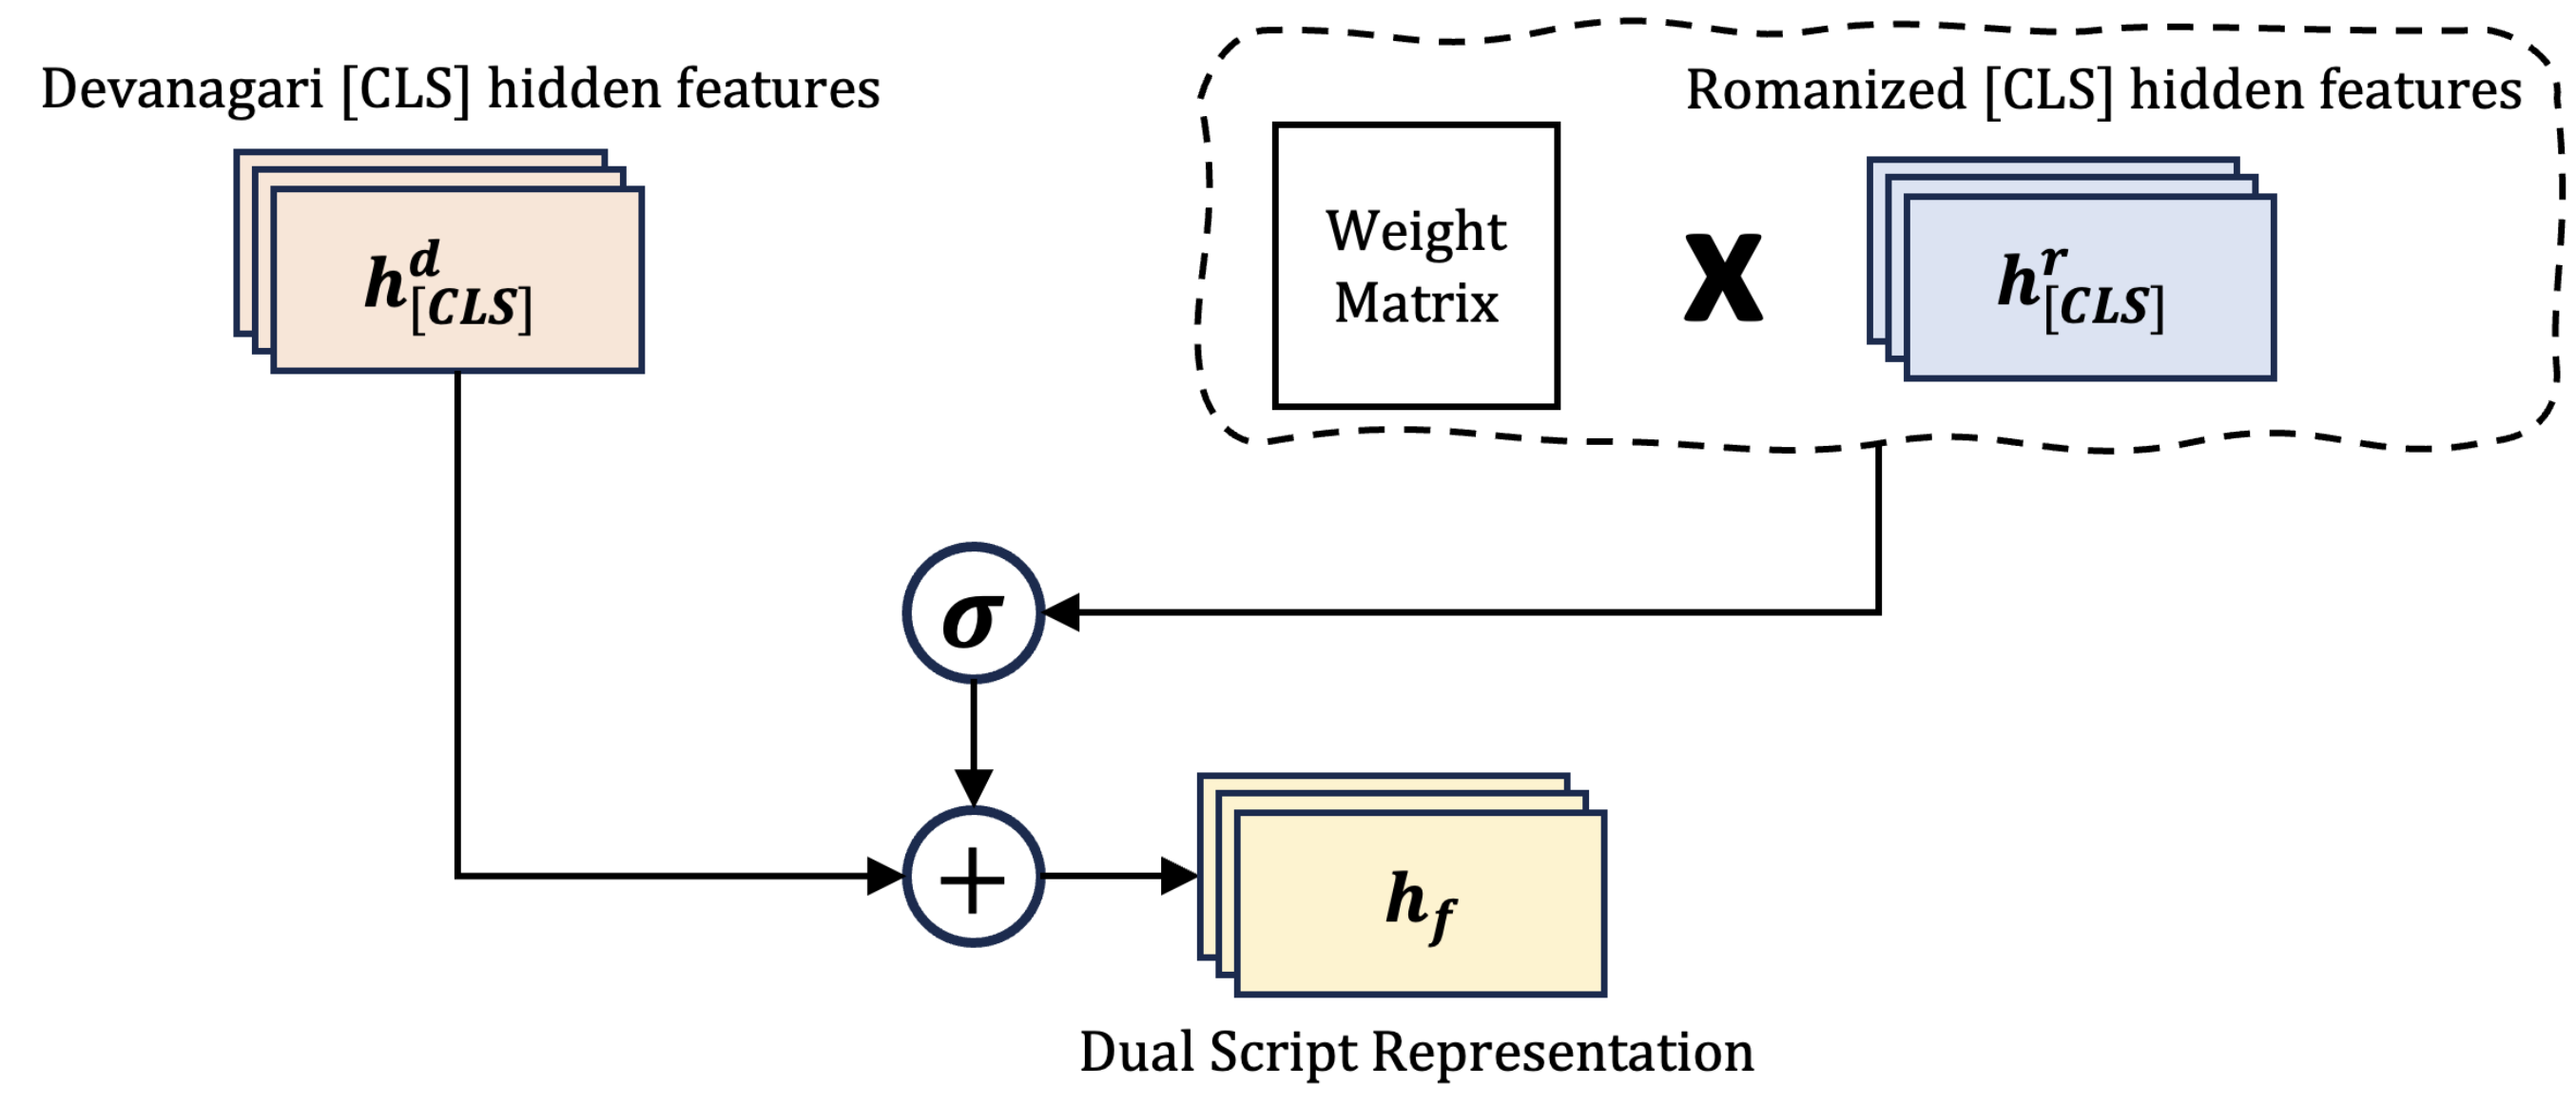 Devanagari [CLS] hidden features
Romanized [CLS] hidden features
h^d_[CLS]
Weight
Matrix
X
h^r_[CLS]
σ
+
h_f
Dual Script Representation